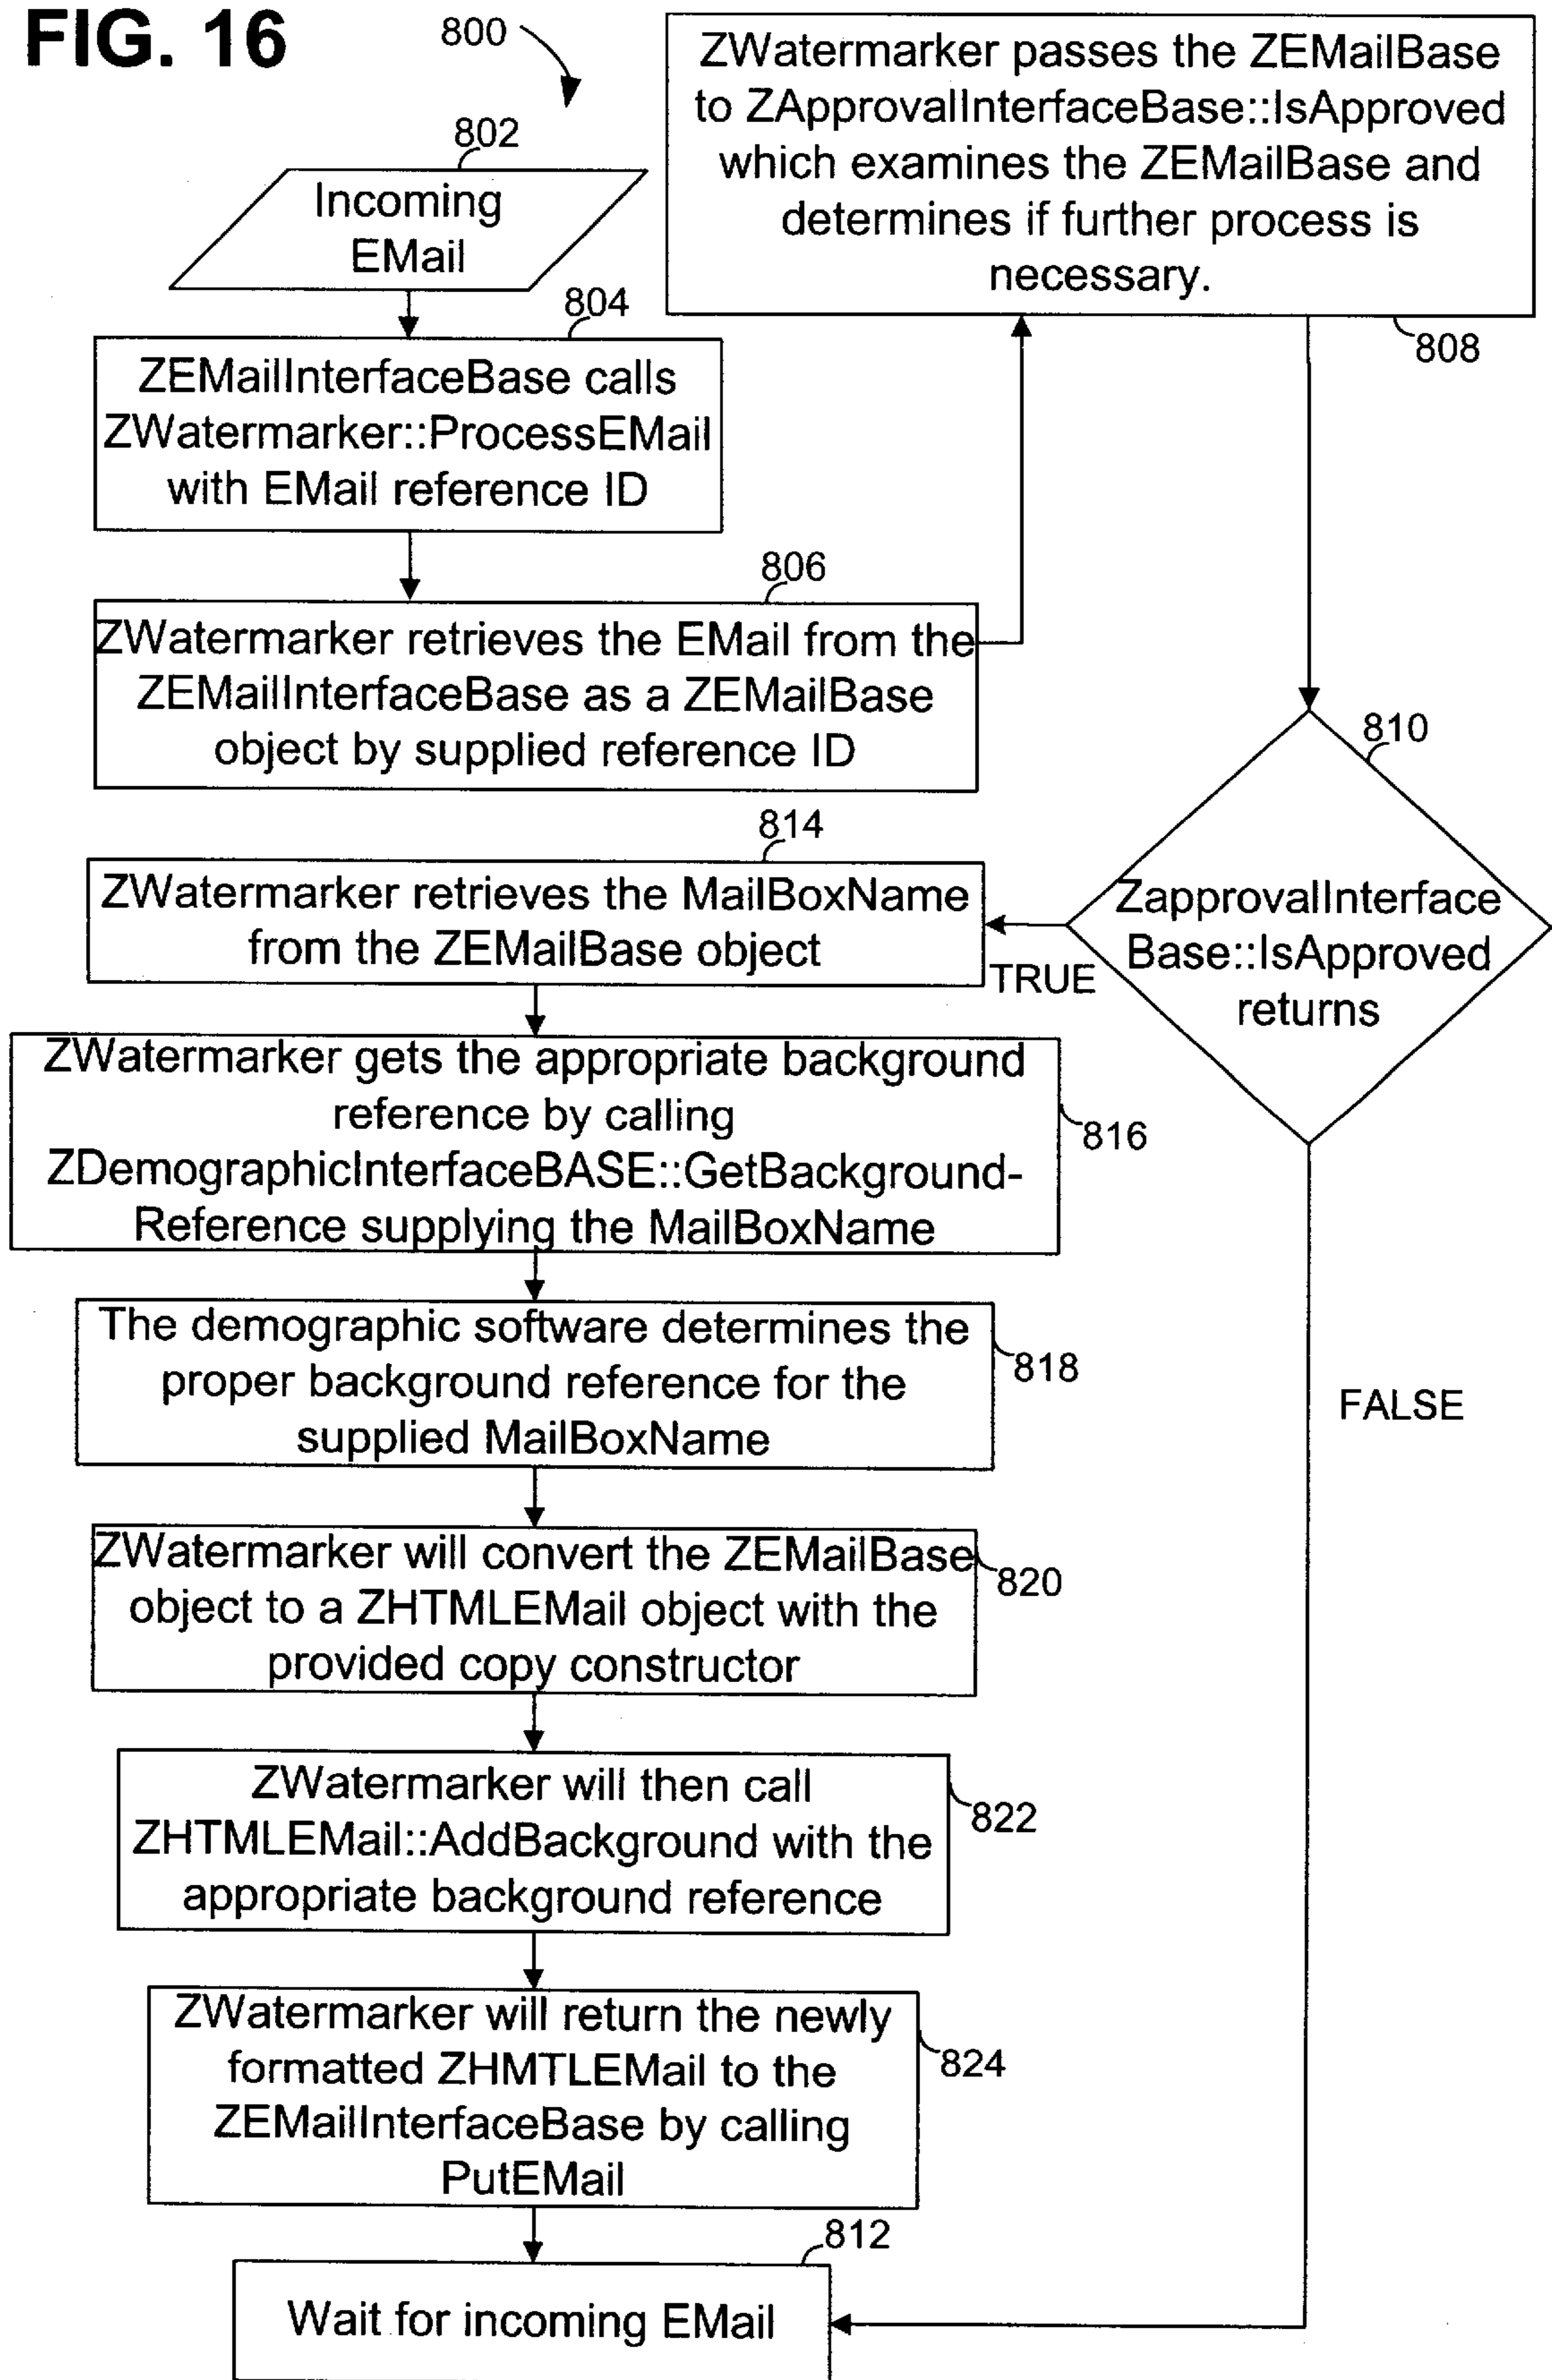 FIG. 16
800
802
Incoming
EMail
804
ZEMailInterfaceBase calls
ZWatermarker::ProcessEMail
with EMail reference ID
806
ZWatermarker retrieves the EMail from the
ZEMailInterfaceBase as a ZEMailBase
object by supplied reference ID
ZWatermarker passes the ZEMailBase
to ZApprovalInterfaceBase::IsApproved
which examines the ZEMailBase and
determines if further process is
necessary.
808
810
ZapprovalInterface
Base::IsApproved
returns
TRUE
FALSE
814
ZWatermarker retrieves the MailBoxName
from the ZEMailBase object
ZWatermarker gets the appropriate background
reference by calling
ZDemographicInterfaceBASE::GetBackground-
Reference supplying the MailBoxName
816
The demographic software determines the
proper background reference for the
supplied MailBoxName
818
ZWatermarker will convert the ZEMailBase
object to a ZHTMLEMail object with the
provided copy constructor
820
ZWatermarker will then call
ZHTMLEMail::AddBackground with the
appropriate background reference
822
ZWatermarker will return the newly
formatted ZHMTLEMail to the
ZEMailInterfaceBase by calling
PutEMail
824
812
Wait for incoming EMail